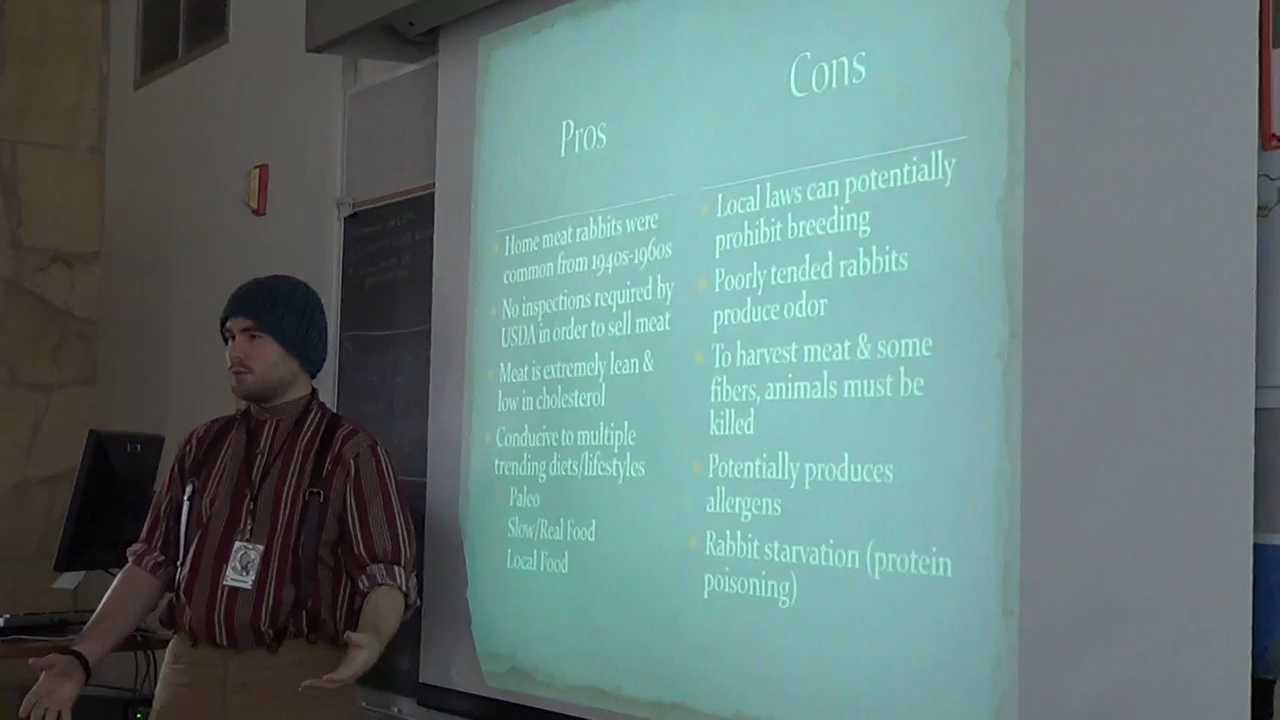 Pros
Home meat rabbits were
common from 1940s-1960s
No inspections required by
USDA in order to sell meat
Meat is extremely lean &
low in cholesterol
Conducive to multiple
trending diets/lifestyles
Paleo
Slow/Real Food
Local Food
Cons
Local laws can potentially
prohibit breeding
Poorly tended rabbits
produce odor
To harvest meat & some
fibers, animals must be
killed
Potentially produces
allergens
Rabbit starvation (protein
poisoning)